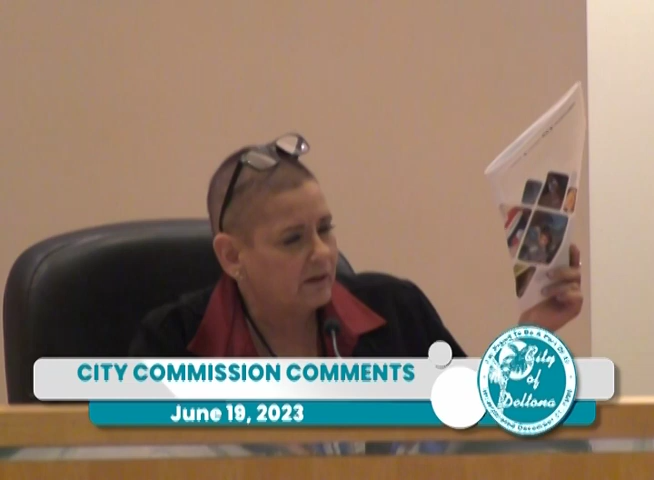 CITY COMMISSION COMMENTS
June 19, 2023
City
of
Deltona